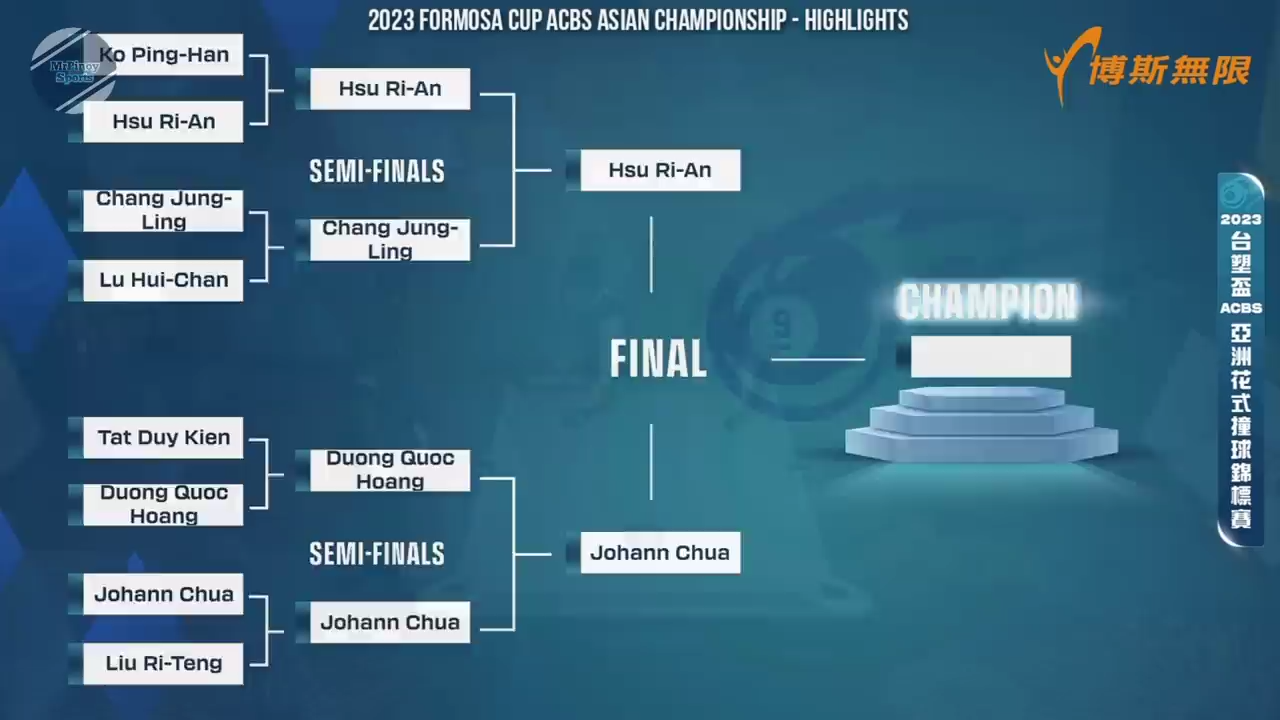 2023 FORMOSA CUP ACBS ASIAN CHAMPIONSHIP - HIGHLIGHTS
MrPinoy
Sports
博斯無限
Ko Ping-Han
Hsu Ri-An
Chang Jung-
Ling
Lu Hui-Chan
Tat Duy Kien
Duong Quoc
Hoang
Johann Chua
Liu Ri-Teng
Hsu Ri-An
SEMI-FINALS
Chang Jung-
Ling
Duong Quoc
Hoang
SEMI-FINALS
Johann Chua
Hsu Ri-An
FINAL
Johann Chua
9
CHAMPION
2023
台塑盃
ACBS
亞洲花式撞球錦標賽